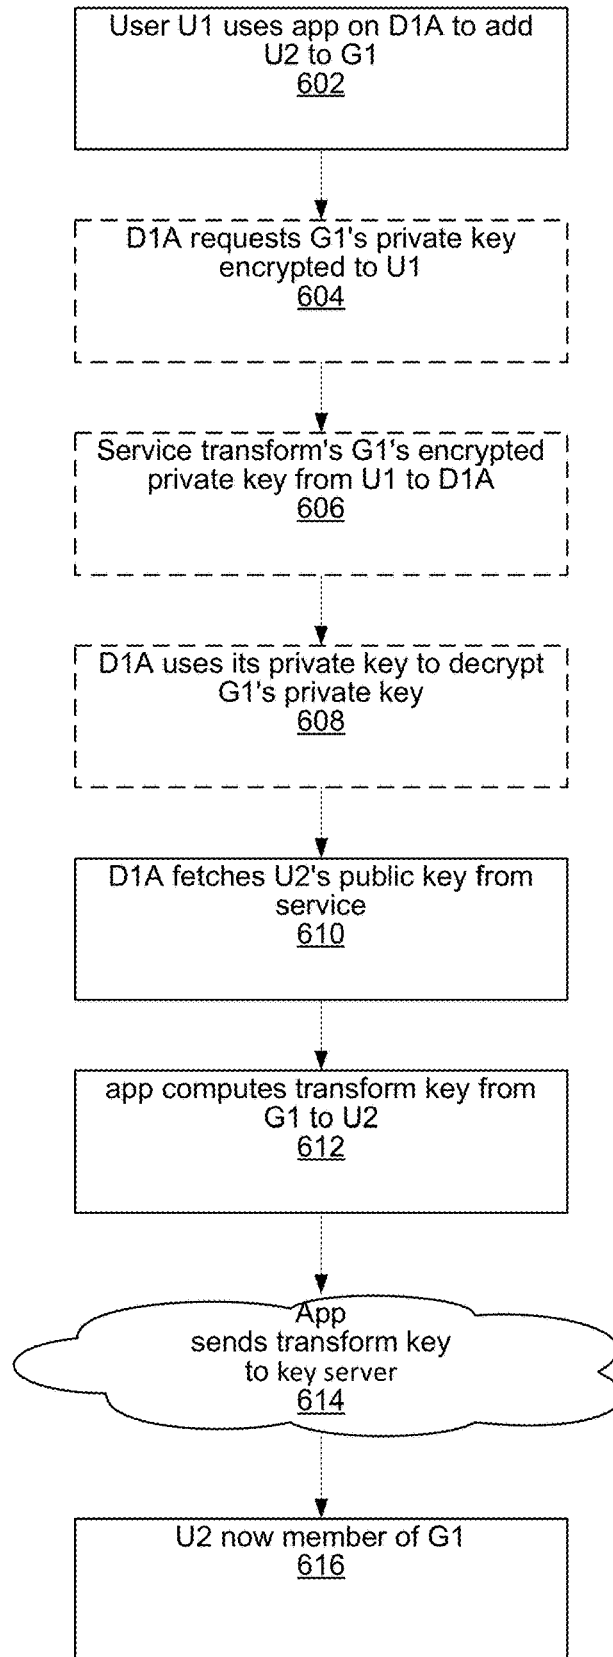 User U1 uses app on D1A to add
U2 to G1
602
D1A requests G1's private key
encrypted to U1
604
Service transform's G1's encrypted
private key from U1 to D1A
606
D1A uses its private key to decrypt
G1's private key
608
D1A fetches U2's public key from
service
610
app computes transform key from
G1 to U2
612
App
sends transform key
to key server
614
U2 now member of G1
616